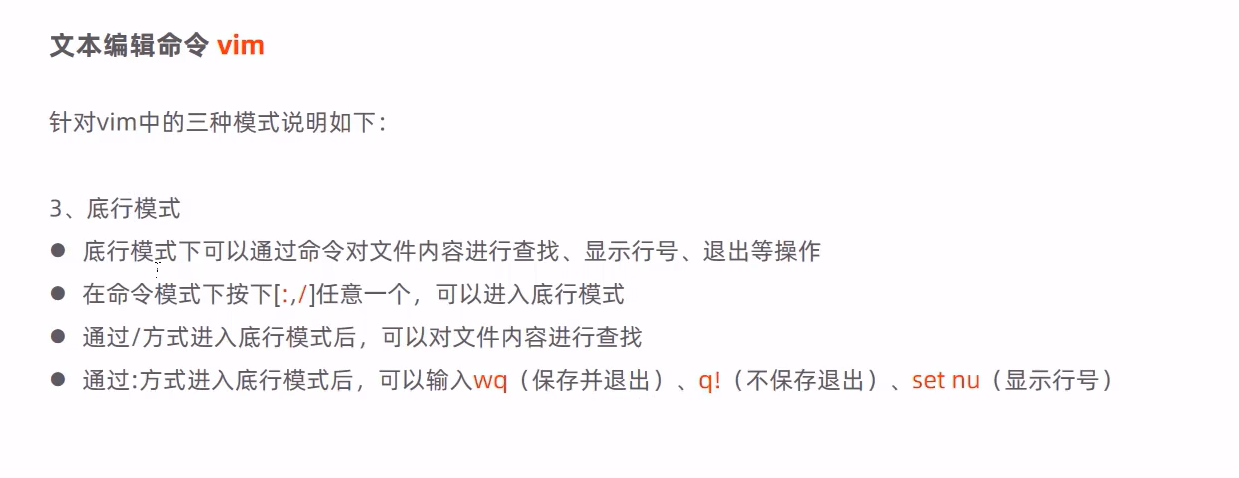 文本编辑命令 vim
针对vim中的三种模式说明如下：
3、底行模式
● 底行模式下可以通过命令对文件内容进行查找、显示行号、退出等操作
● 在命令模式下按下[:,/]任意一个，可以进入底行模式
● 通过/方式进入底行模式后，可以对文件内容进行查找
● 通过:方式进入底行模式后，可以输入wq（保存并退出）、q!（不保存退出）、set nu（显示行号）